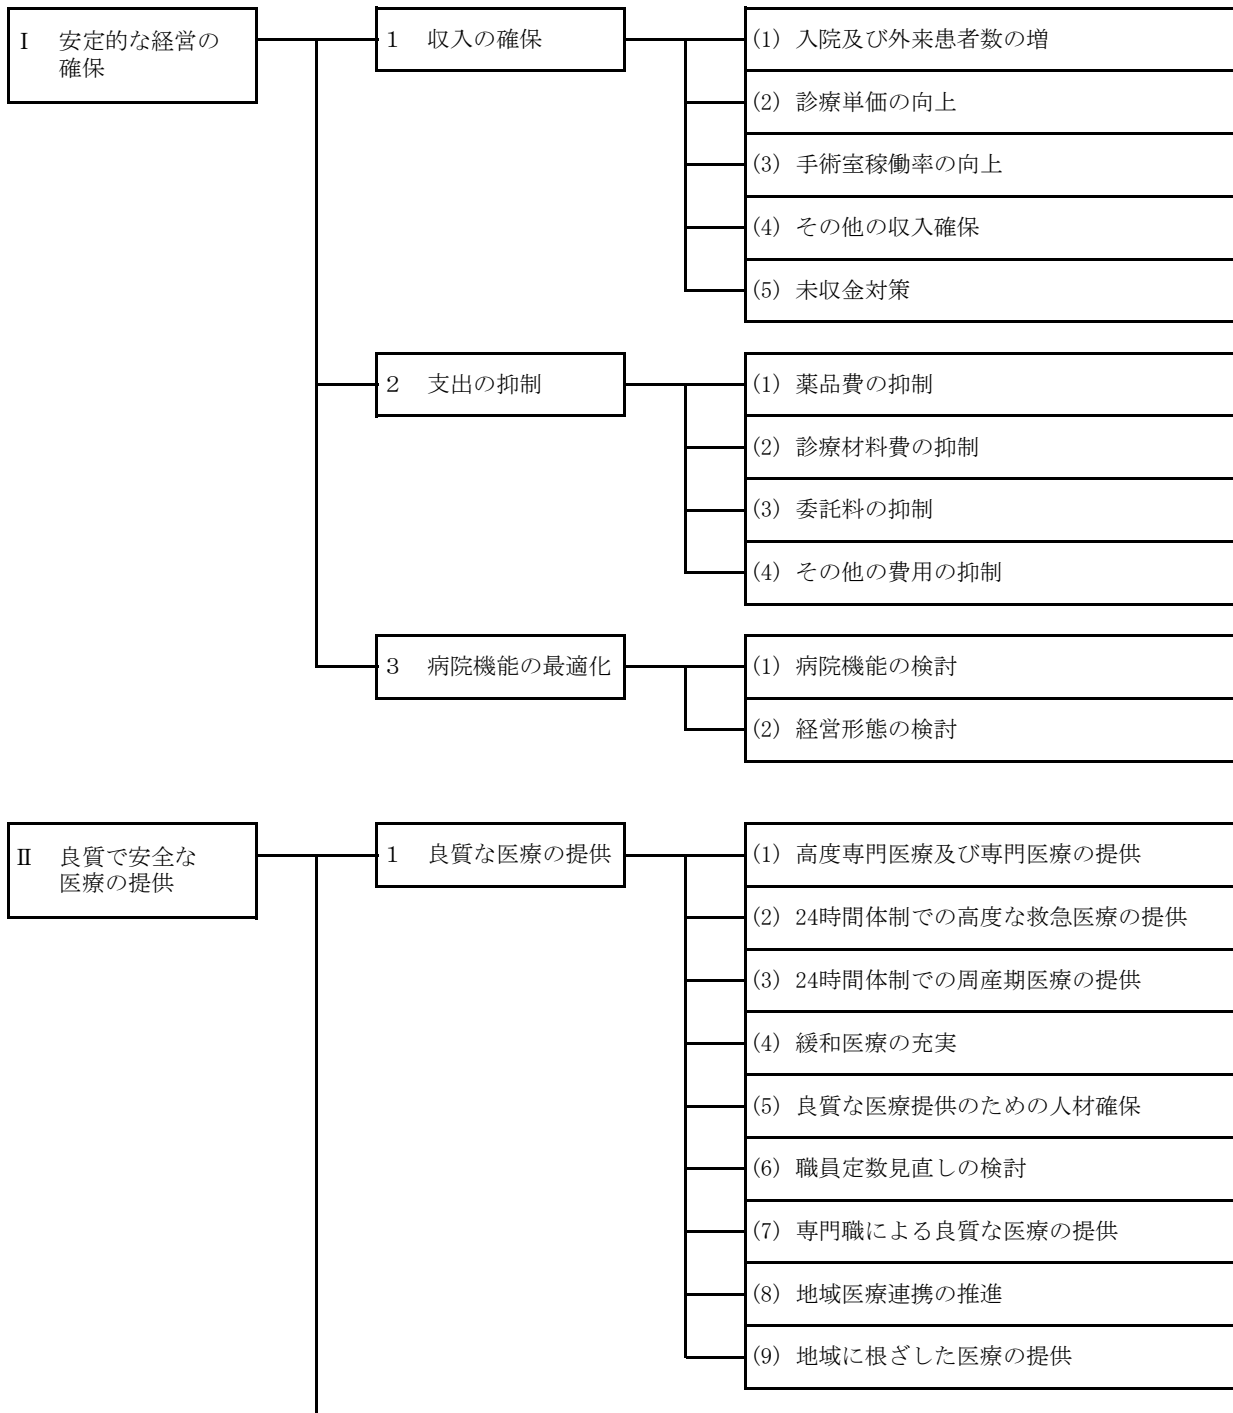 Ⅰ 安定的な経営の
確保
１ 収入の確保
(1) 入院及び外来患者数の増
(2) 診療単価の向上
(3) 手術室稼働率の向上
(4) その他の収入確保
(5) 未収金対策
２ 支出の抑制
(1) 薬品費の抑制
(2) 診療材料費の抑制
(3) 委託料の抑制
(4) その他の費用の抑制
３ 病院機能の最適化
(1) 病院機能の検討
(2) 経営形態の検討
Ⅱ 良質で安全な
医療の提供
１ 良質な医療の提供
(1) 高度専門医療及び専門医療の提供
(2) 24時間体制での高度な救急医療の提供
(3) 24時間体制での周産期医療の提供
(4) 緩和医療の充実
(5) 良質な医療提供のための人材確保
(6) 職員定数見直しの検討
(7) 専門職による良質な医療の提供
(8) 地域医療連携の推進
(9) 地域に根ざした医療の提供